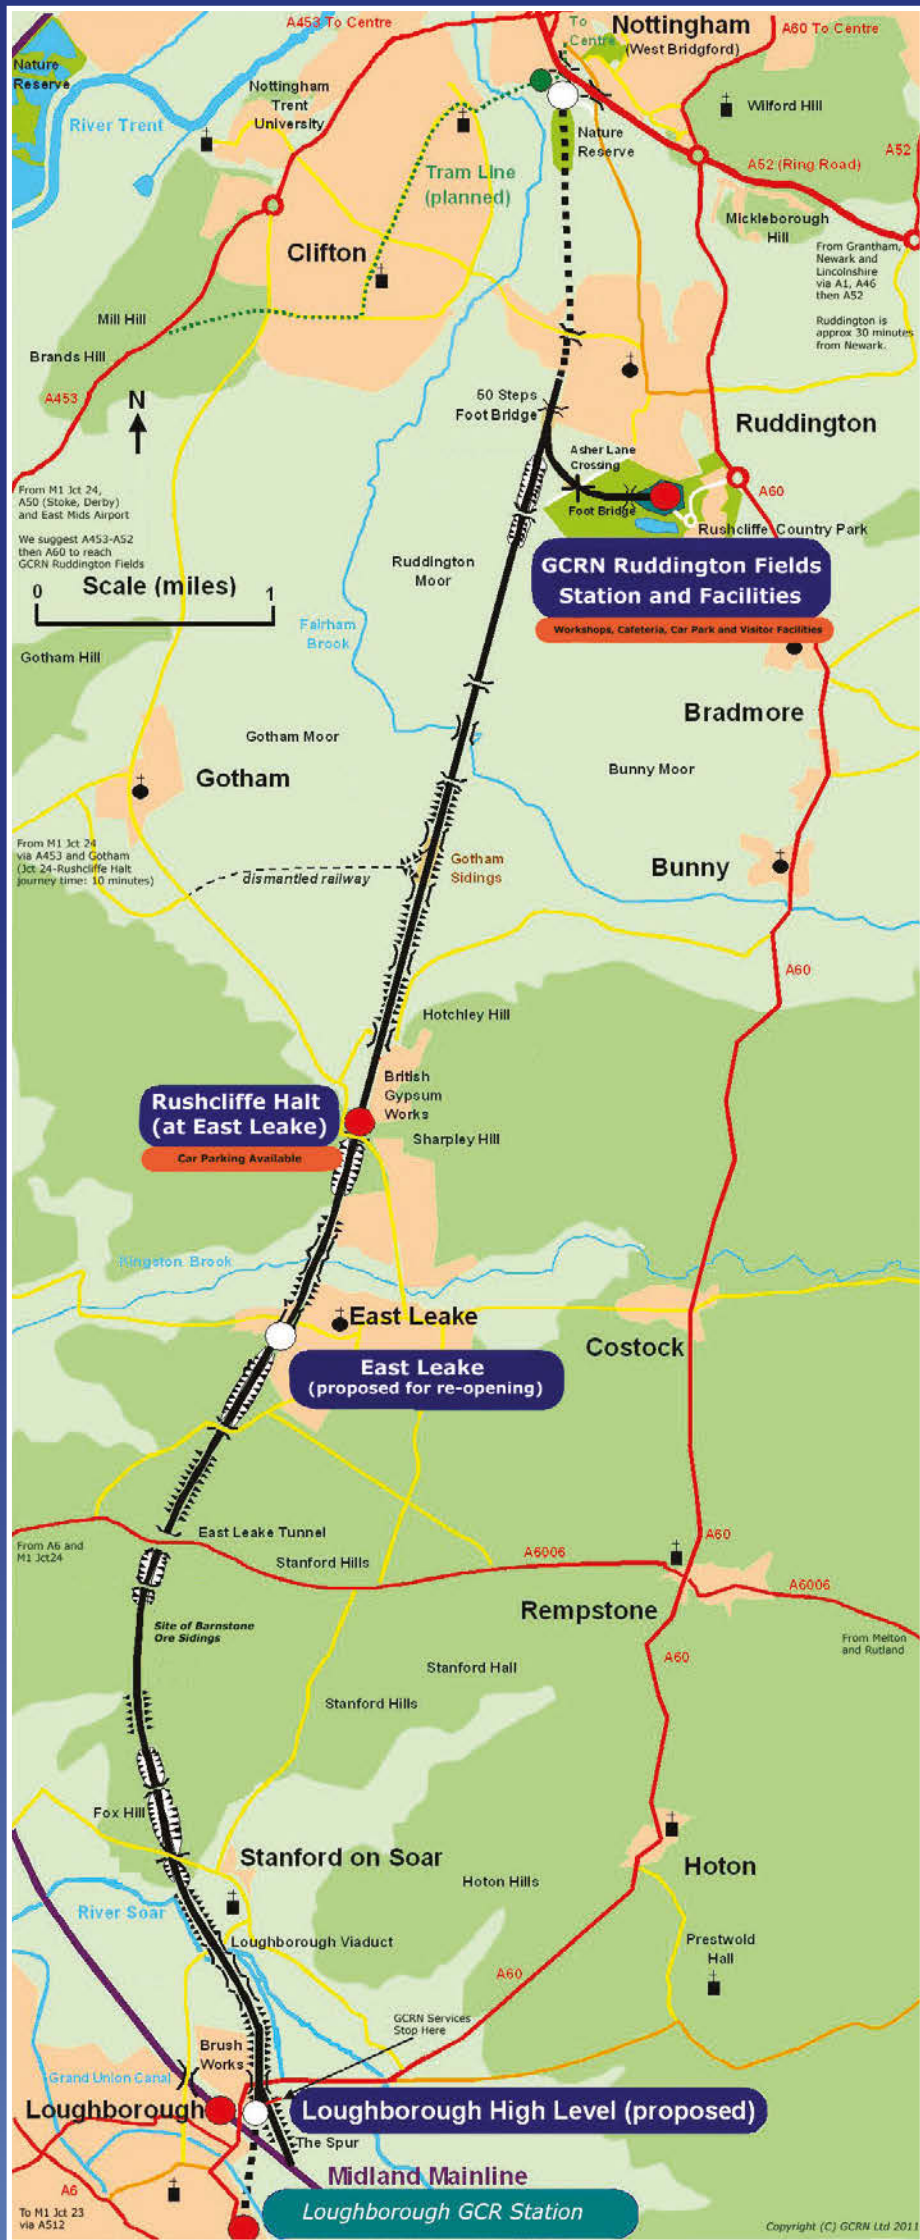 A453 To Centre
To
Centre
Nottingham
(West Bridgford)
A60 To Centre
Nature
Reserve
Nottingham
Trent
University
River Trent
Wilford Hill
Nature
Reserve
A52 (Ring Road)
A52
Tram Line
(planned)
Mickleborough
Hill
Clifton
From Grantham,
Newark and
Lincolnshire
via A1, A46
then A52
Ruddington is
approx 30 minutes
from Newark.
Mill Hill
Brands Hill
A453
N
50 Steps
Foot Bridge
Ruddington
Asher Lane
Crossing
A60
Foot Bridge
Rushcliffe Country Park
From M1 Jct 24,
A50 (Stoke, Derby)
and East Mids Airport
We suggest A453-A52
then A60 to reach
GCRN Ruddington Fields
Scale (miles)
0
1
Ruddington
Moor
GCRN Ruddington Fields
Station and Facilities
Workshops, Cafeteria, Car Park and Visitor Facilities
Fairham
Brook
Gotham Hill
Bradmore
Gotham Moor
Bunny Moor
Gotham
From M1 Jct 24
via A453 and Gotham
(Jct 24-Rushcliffe Halt
journey time: 10 minutes)
dismantled railway
Gotham
Sidings
Bunny
A60
Hotchley Hill
British
Gypsum
Works
Rushcliffe Halt
(at East Leake)
Car Parking Available
Sharpley Hill
Kingston Brook
East Leake
Costock
East Leake
(proposed for re-opening)
East Leake Tunnel
From A6 and
M1 Jct24
Stanford Hills
A6006
A60
A6006
Rempstone
Site of Barnstone
Ore Sidings
From Melton
and Rutland
A60
Stanford Hall
Stanford Hills
Fox Hill
Stanford on Soar
Hoton
Hoton Hills
River Soar
Loughborough Viaduct
Prestwold
Hall
A60
GCRN Services
Stop Here
Brush
Works
Grand Union Canal
Loughborough
Loughborough High Level (proposed)
The Spur
Midland Mainline
A6
To M1 Jct 23
via A512
Loughborough GCR Station
Copyright (C) GCRN Ltd 2011